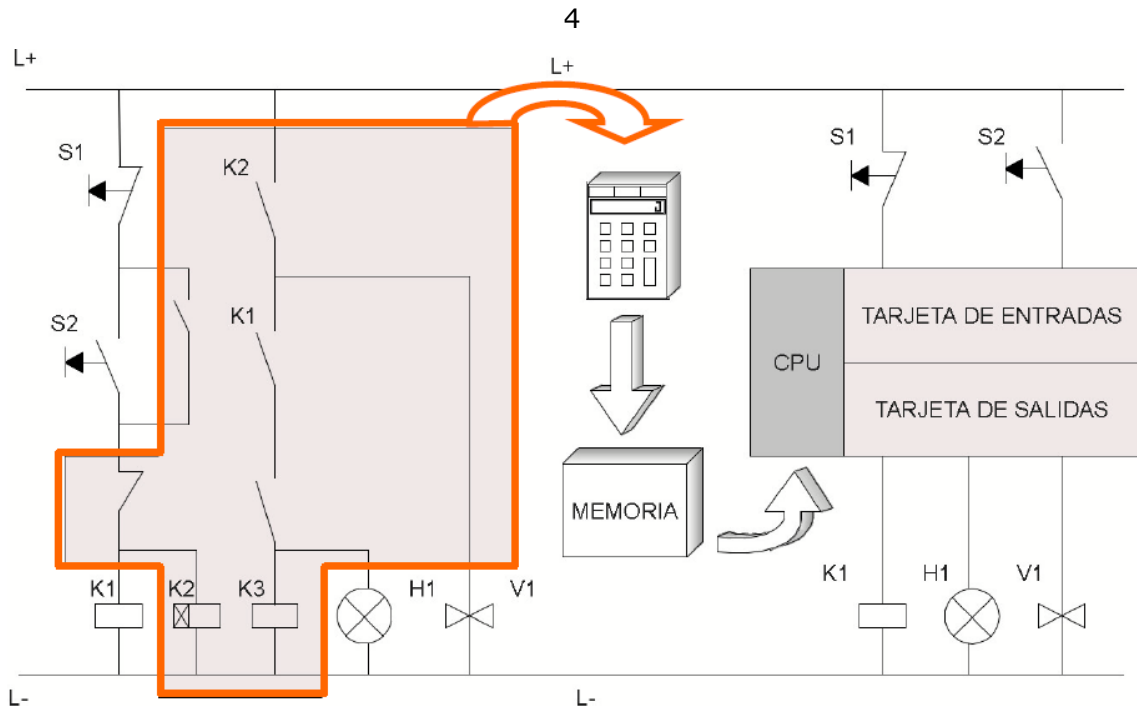 4
L+
L+
S1
K2
S1
S2
K1
S2
TARJETA DE ENTRADAS
CPU
TARJETA DE SALIDAS
MEMORIA
K1
K2
K3
H1
V1
K1
H1
V1
L-
L-